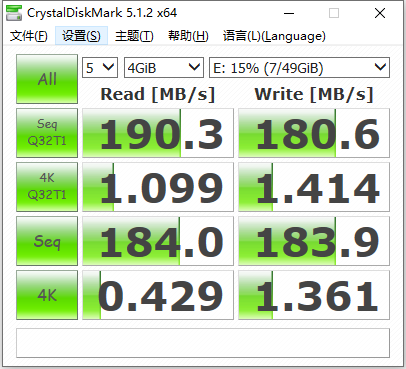 CrystalDiskMark 5.1.2 x64
文件(F) 设置(S) 主题(T) 帮助(H) 语言(L)(Language)
All 5 4GiB E: 15% (7/49GiB)
Read [MB/s] Write [MB/s]
Seq Q32T1 190.3 180.6
4K Q32T1 1.099 1.414
Seq 184.0 183.9
4K 0.429 1.361